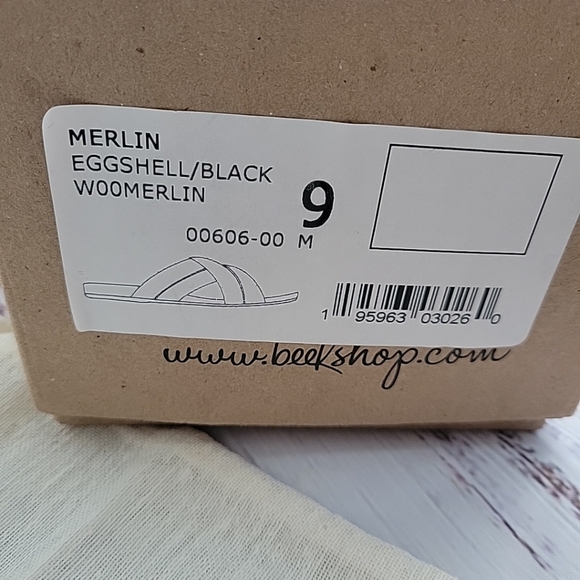 MERLIN
EGGSHELL/BLACK
W00MERLIN
9
00606-00 M
1 95963 03026 0
www.beekshop.com